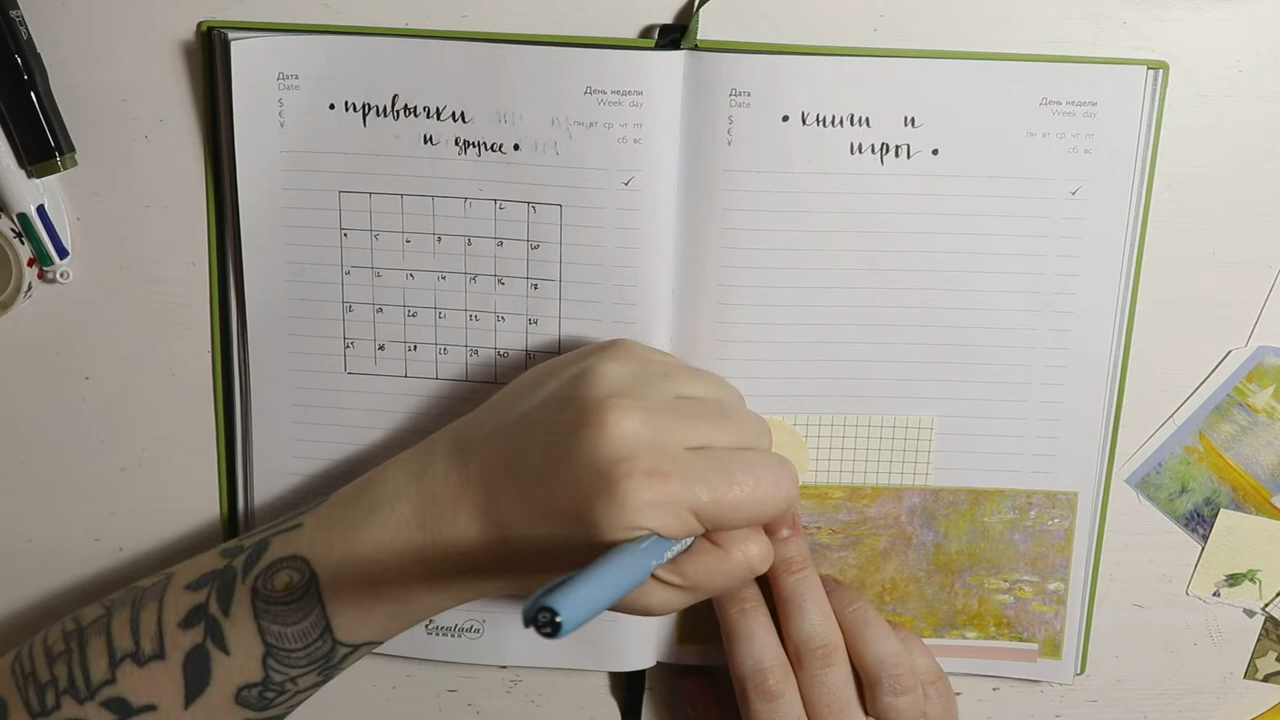 Дата
Date
$
€
¥
• привычки
и другое •
День недели
Week day
пн вт ср чт пт
сб вс
1 2 3
4 5 6 7 8 9 10
11 12 13 14 15 16 17
18 19 20 21 22 23 24
25 26 27 28 29 30 31
Escalada
woman
Дата
Date
$
€
¥
• книги и
игры •
День недели
Week day
пн вт ср чт пт
сб вс